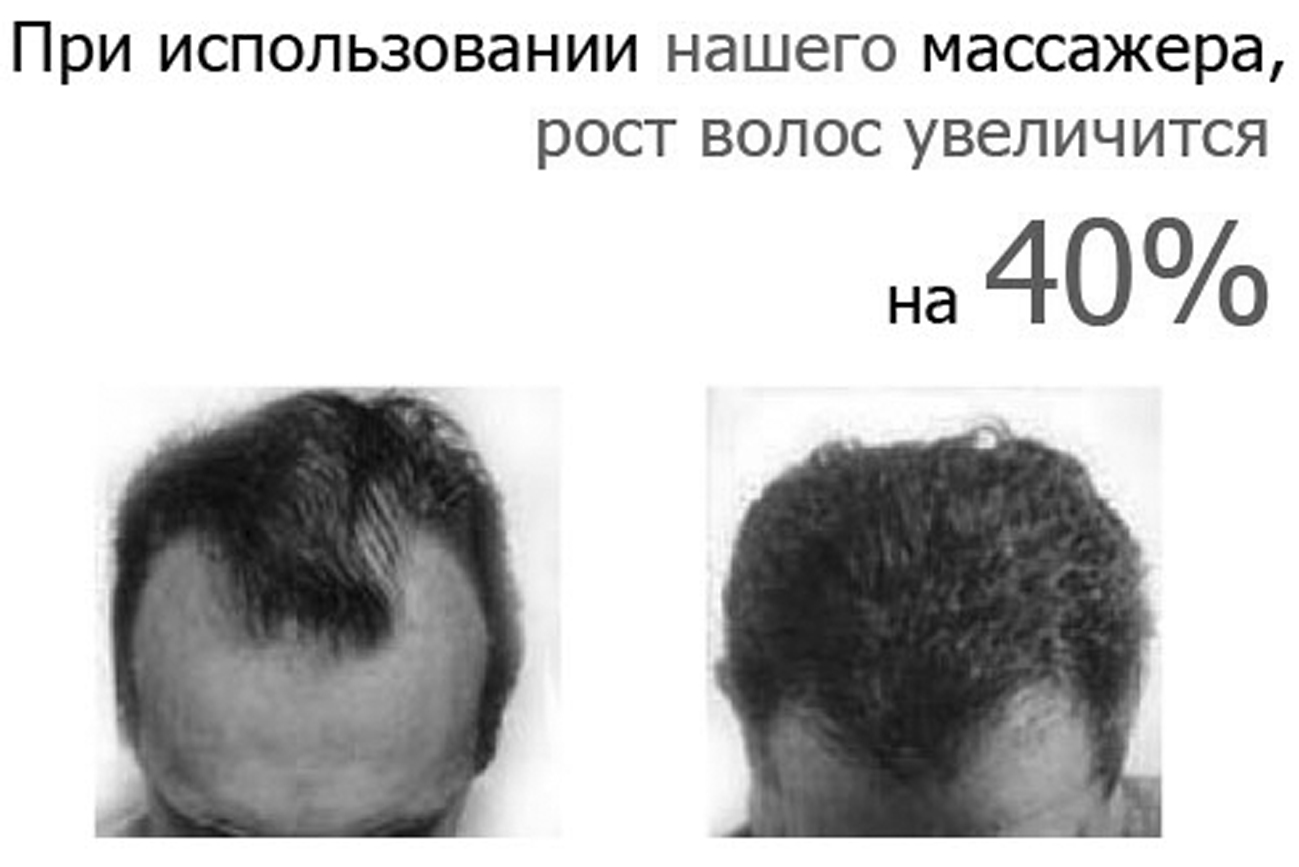 При использовании нашего массажера,
рост волос увеличится
на 40%